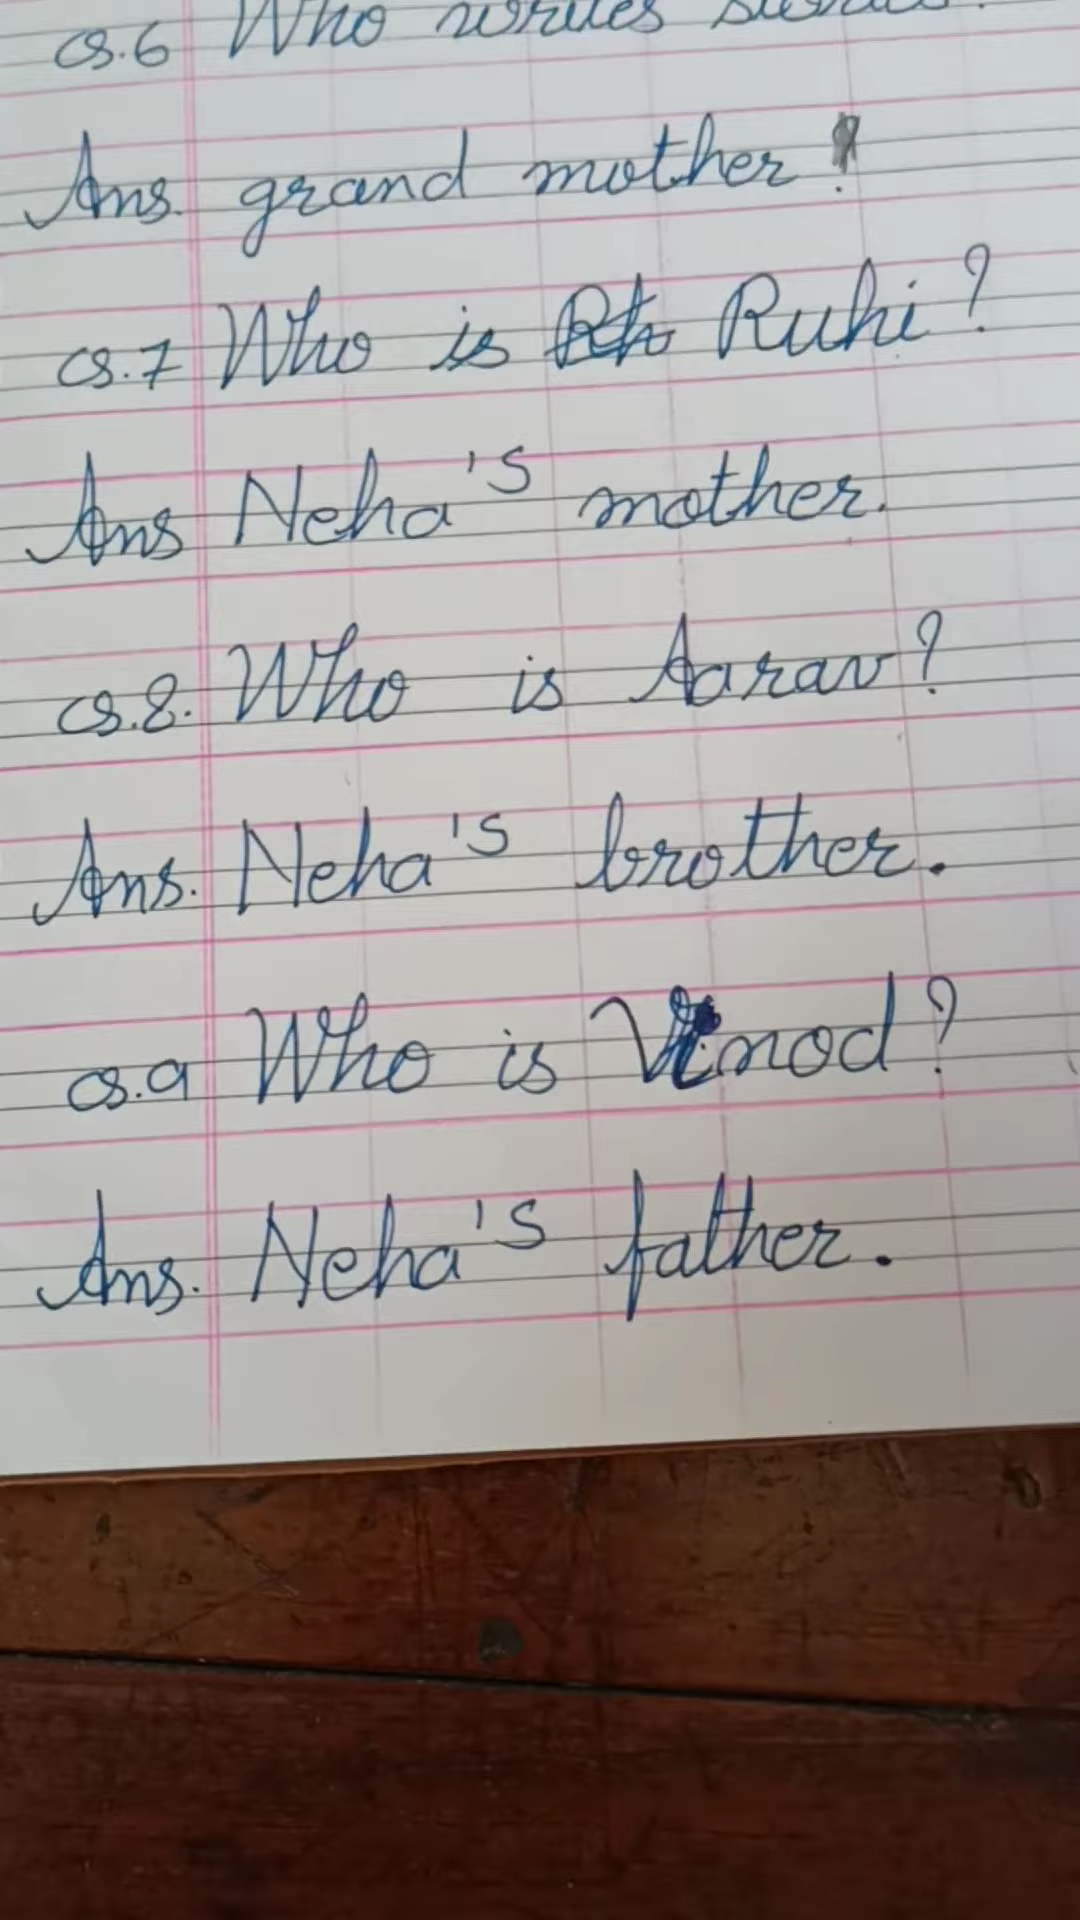 Q.6 Who writes
Ans. grand mother
Q.7 Who is Ruhi?
Ans Neha's mother.
Q.8. Who is Aarav?
Ans. Neha's brother.
Q.9 Who is Vinod?
Ans. Neha's father.